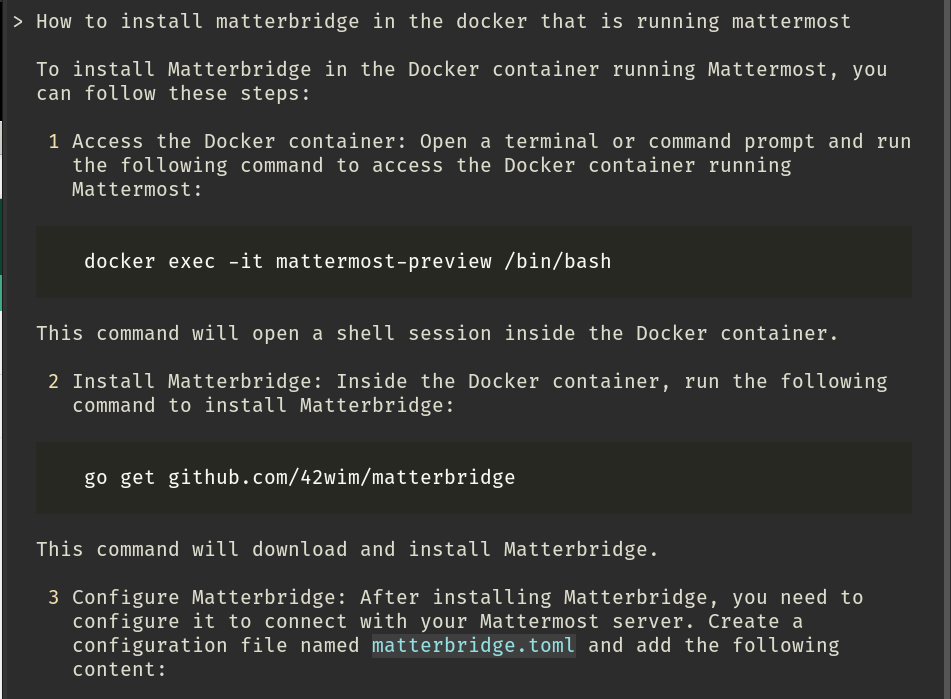 > How to install matterbridge in the docker that is running mattermost
To install Matterbridge in the Docker container running Mattermost, you
can follow these steps:
1 Access the Docker container: Open a terminal or command prompt and run
the following command to access the Docker container running
Mattermost:
docker exec -it mattermost-preview /bin/bash
This command will open a shell session inside the Docker container.
2 Install Matterbridge: Inside the Docker container, run the following
command to install Matterbridge:
go get github.com/42wim/matterbridge
This command will download and install Matterbridge.
3 Configure Matterbridge: After installing Matterbridge, you need to
configure it to connect with your Mattermost server. Create a
configuration file named matterbridge.toml and add the following
content: